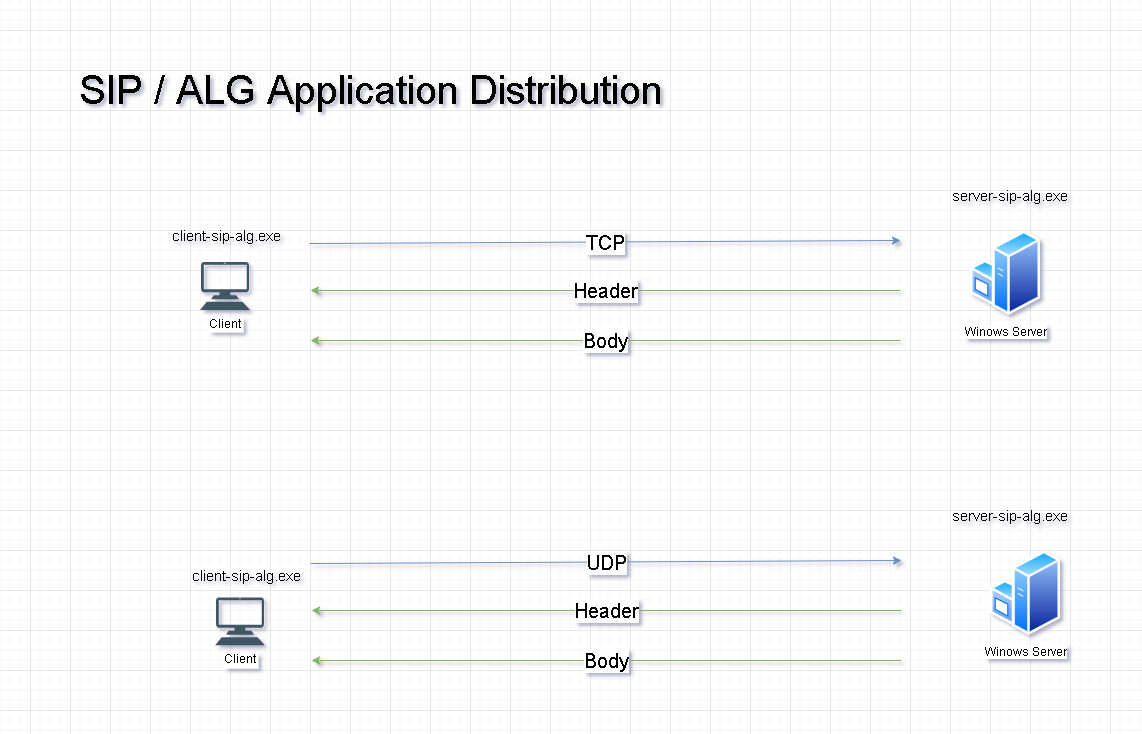 SIP / ALG Application Distribution
server-sip-alg.exe
client-sip-alg.exe
TCP
Header
Client
Winows Server
Body
server-sip-alg.exe
UDP
client-sip-alg.exe
Header
Client
Winows Server
Body